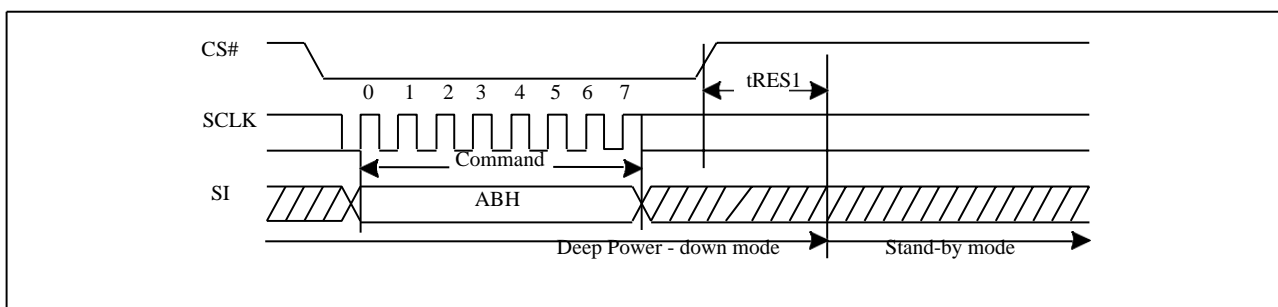 CS#
tRES1
0 1 2 3 4 5 6 7
SCLK
Command
SI
ABH
Deep Power - down mode
Stand-by mode